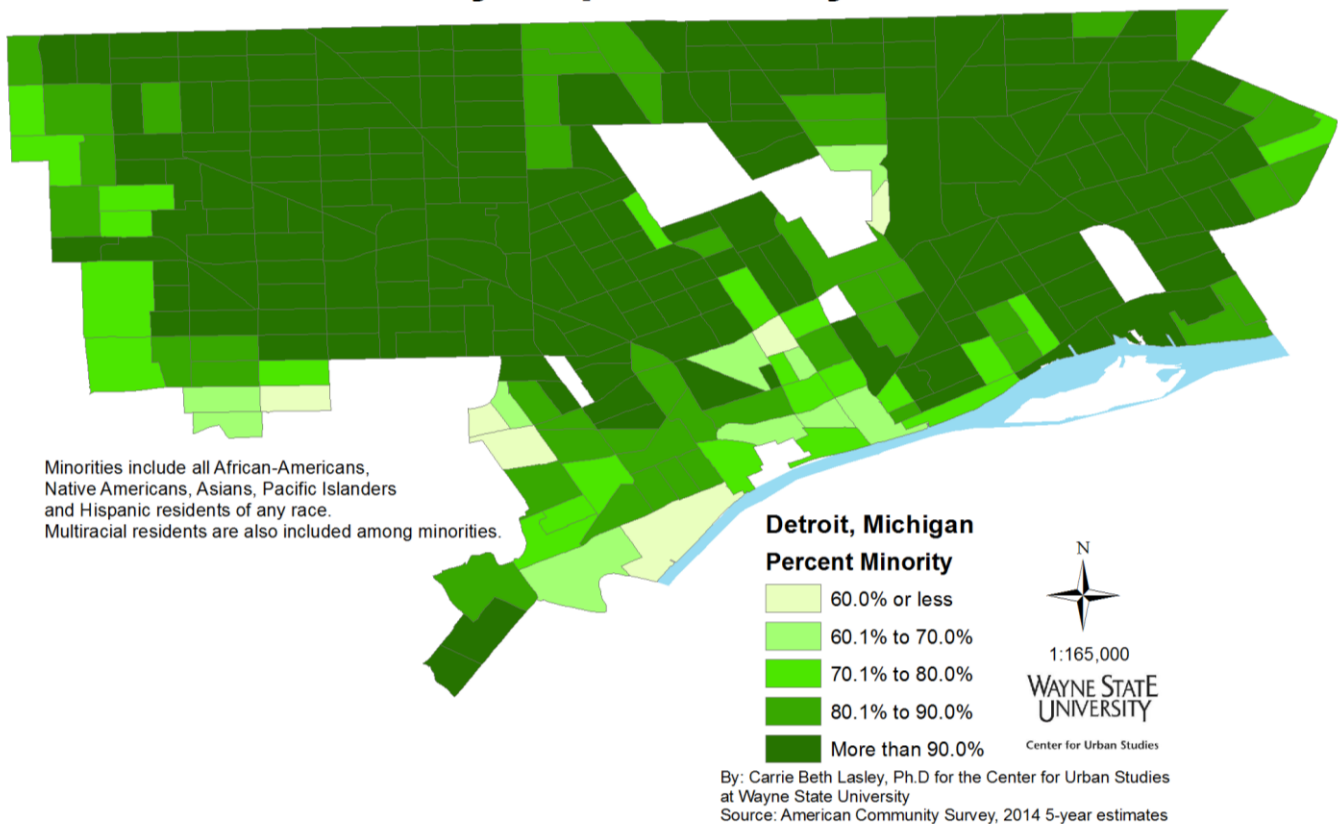 Minorities include all African-Americans,
Native Americans, Asians, Pacific Islanders
and Hispanic residents of any race.
Multiracial residents are also included among minorities.
Detroit, Michigan
Percent Minority
60.0% or less
60.1% to 70.0%
70.1% to 80.0%
80.1% to 90.0%
More than 90.0%
N
1:165,000
WAYNE STATE
UNIVERSITY
Center for Urban Studies
By: Carrie Beth Lasley, Ph.D for the Center for Urban Studies
at Wayne State University
Source: American Community Survey, 2014 5-year estimates